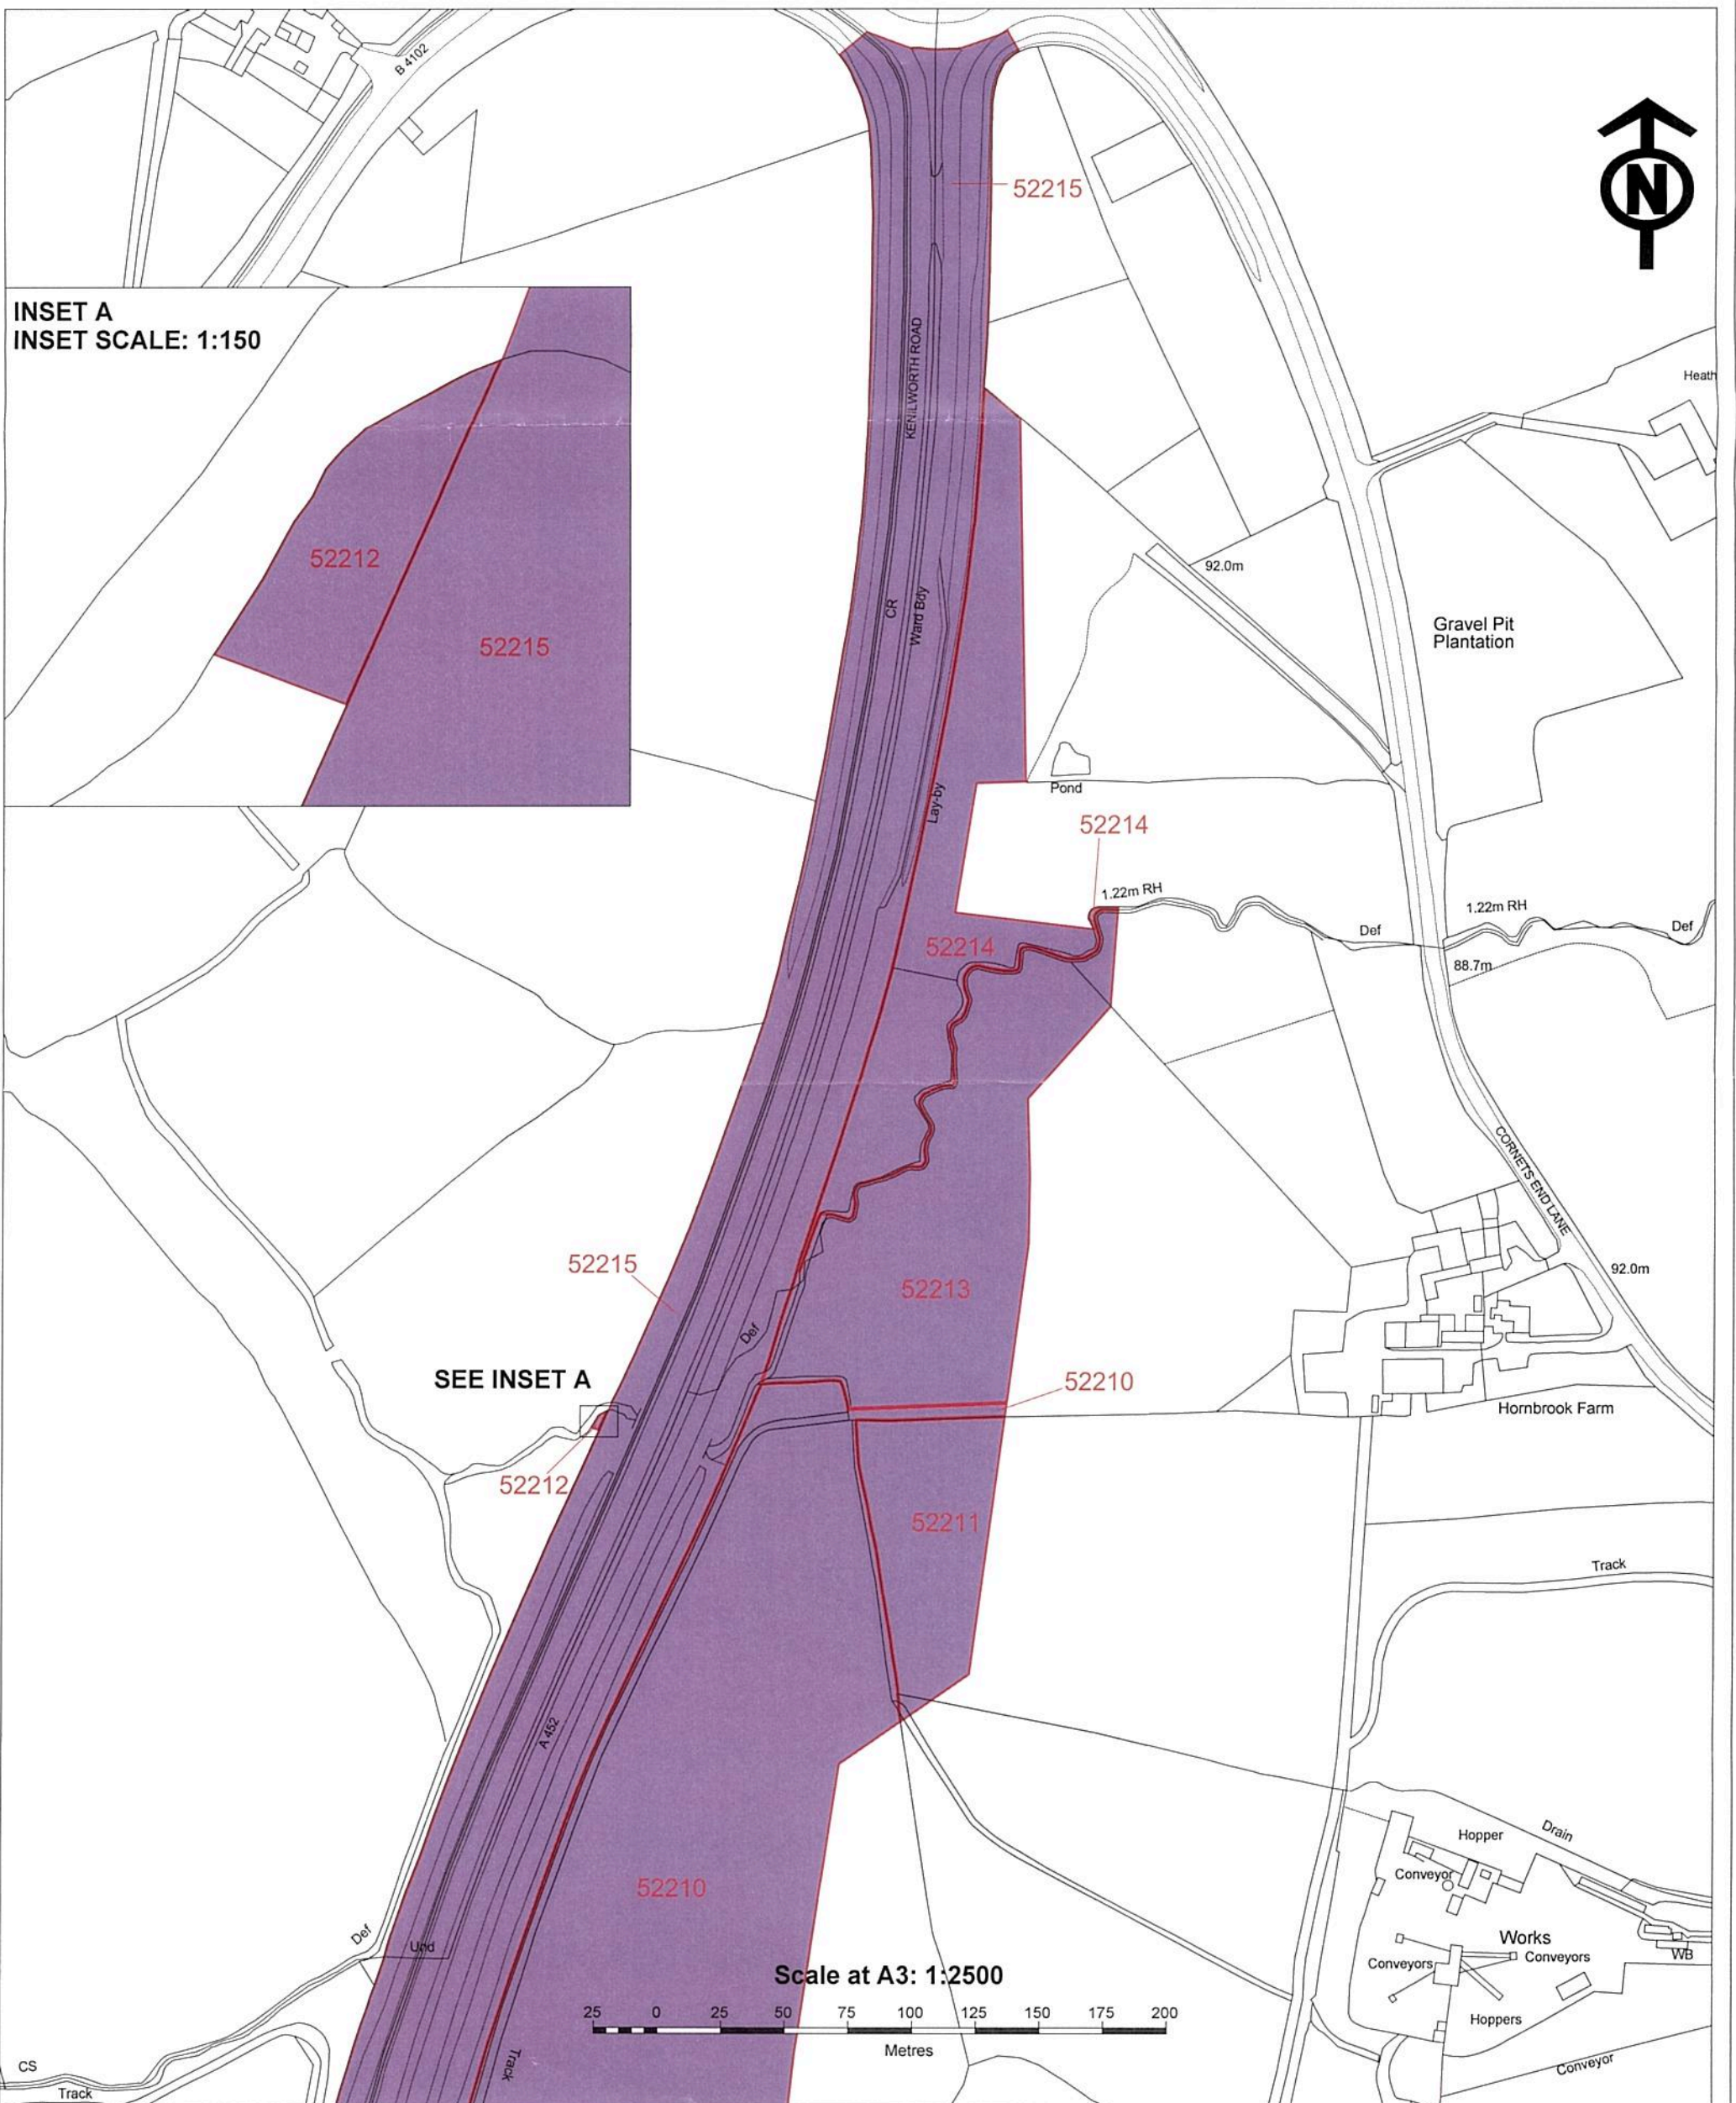 B 4102
N
52215
INSET A
INSET SCALE: 1:150
KENILWORTH ROAD
Heath
52212
52215
92.0m
CR
Ward Bdy
Gravel Pit
Plantation
Lay-by
Pond
52214
1.22m RH
1.22m RH
Def
Def
52214
88.7m
CORNETS END LANE
52215
92.0m
52213
Def
SEE INSET A
52210
Hornbrook Farm
52212
52211
Track
A 452
Hopper
Drain
Conveyor
52210
Def
Und
Works
Conveyors
Conveyors
WB
Scale at A3: 1:2500
25 0 25 50 75 100 125 150 175 200
Metres
Hoppers
CS
Track
Track
Conveyor